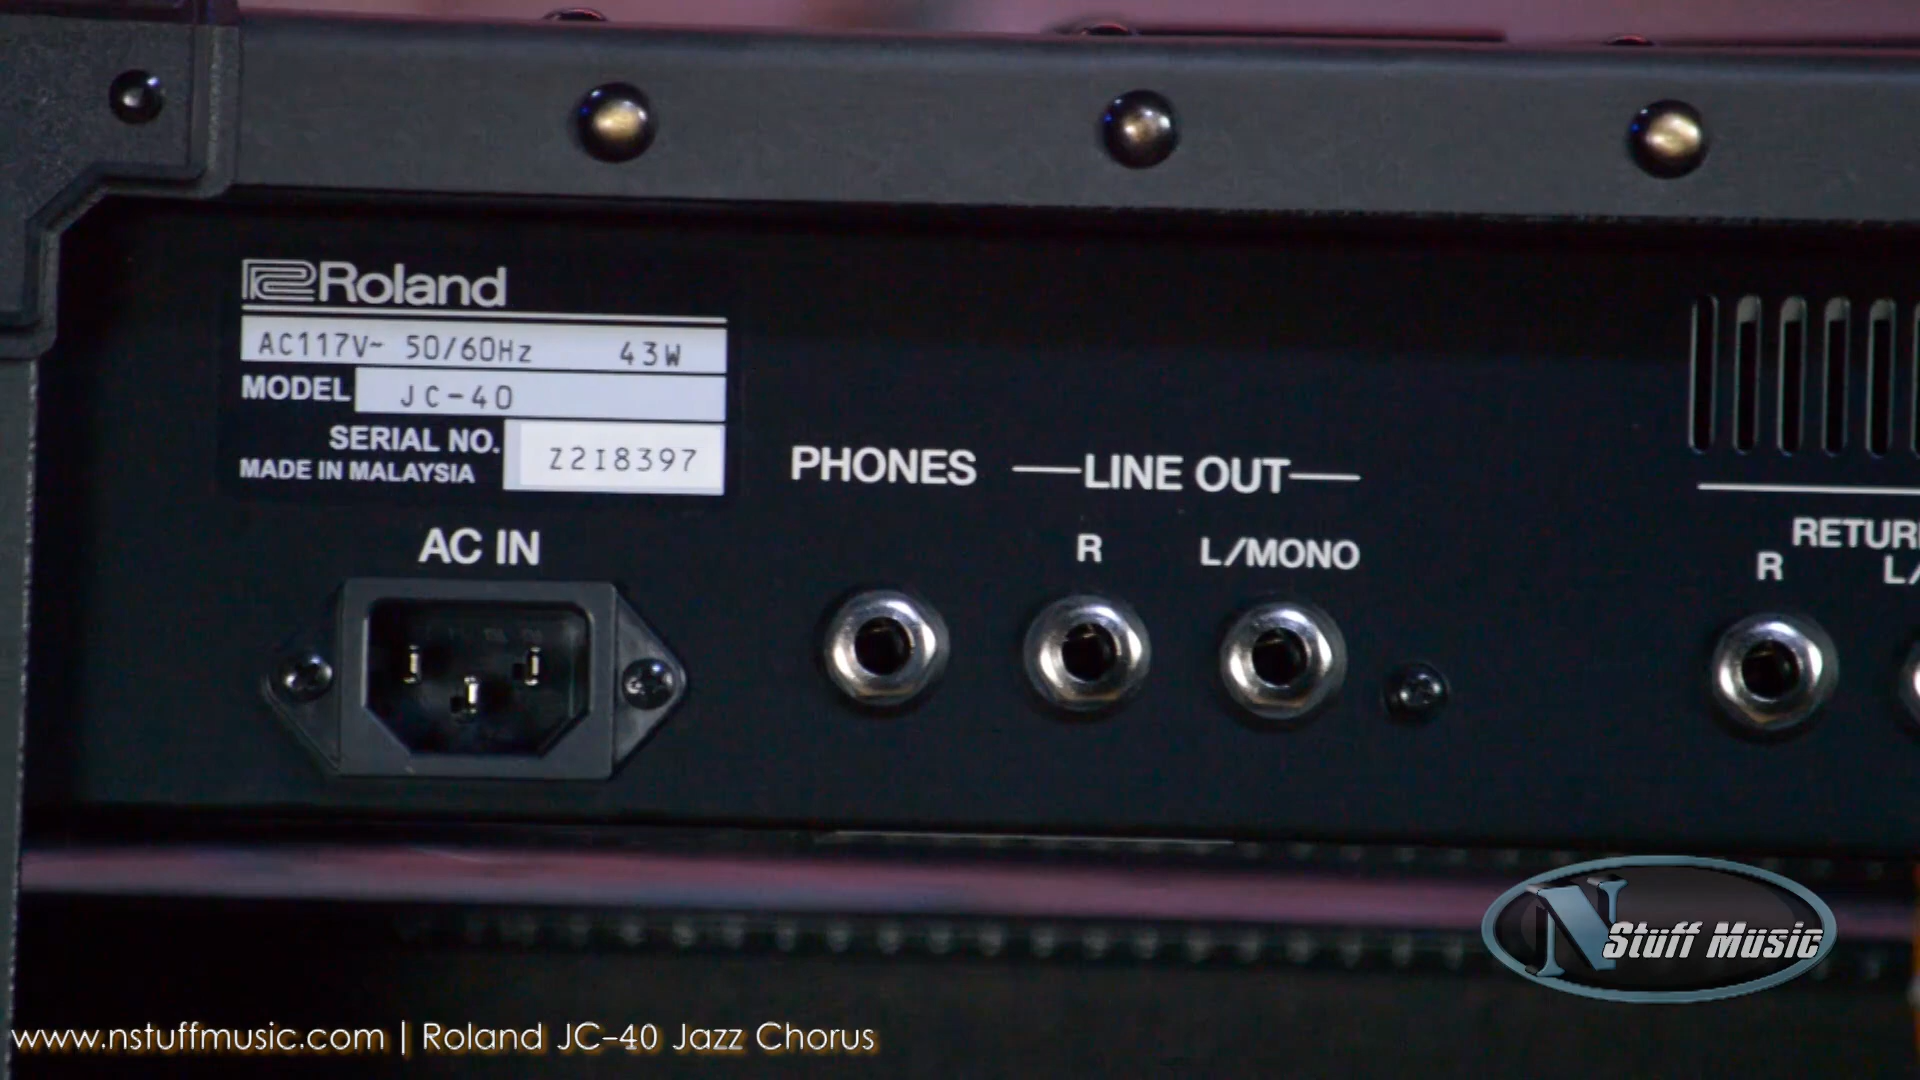 Roland
AC117V~ 50/60Hz 43W
MODEL JC-40
SERIAL NO. Z2I8397
MADE IN MALAYSIA
AC IN
PHONES
LINE OUT
R L/MONO
R
N Stuff Music
www.nstuffmusic.com | Roland JC-40 Jazz Chorus